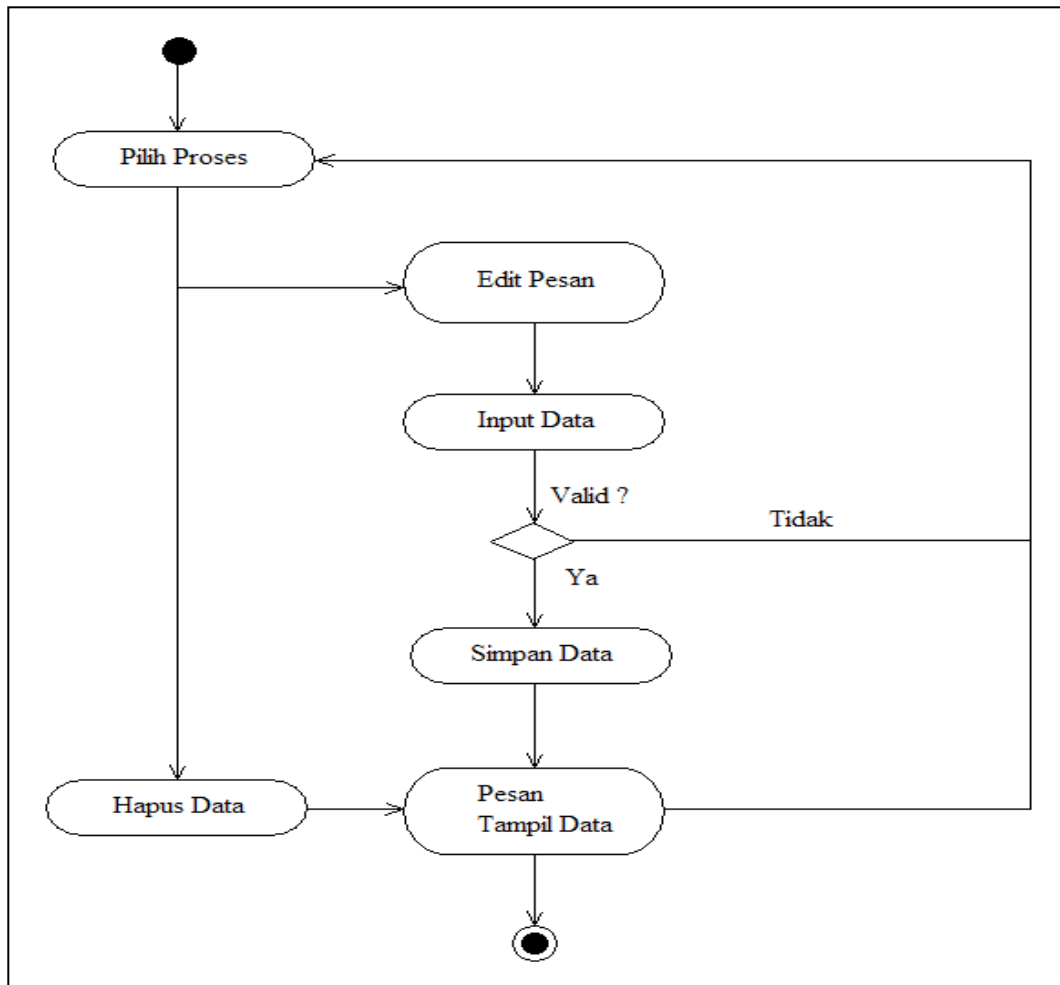 Pilih Proses
Edit Pesan
Input Data
Valid ?
Tidak
Ya
Simpan Data
Hapus Data
Pesan
Tampil Data